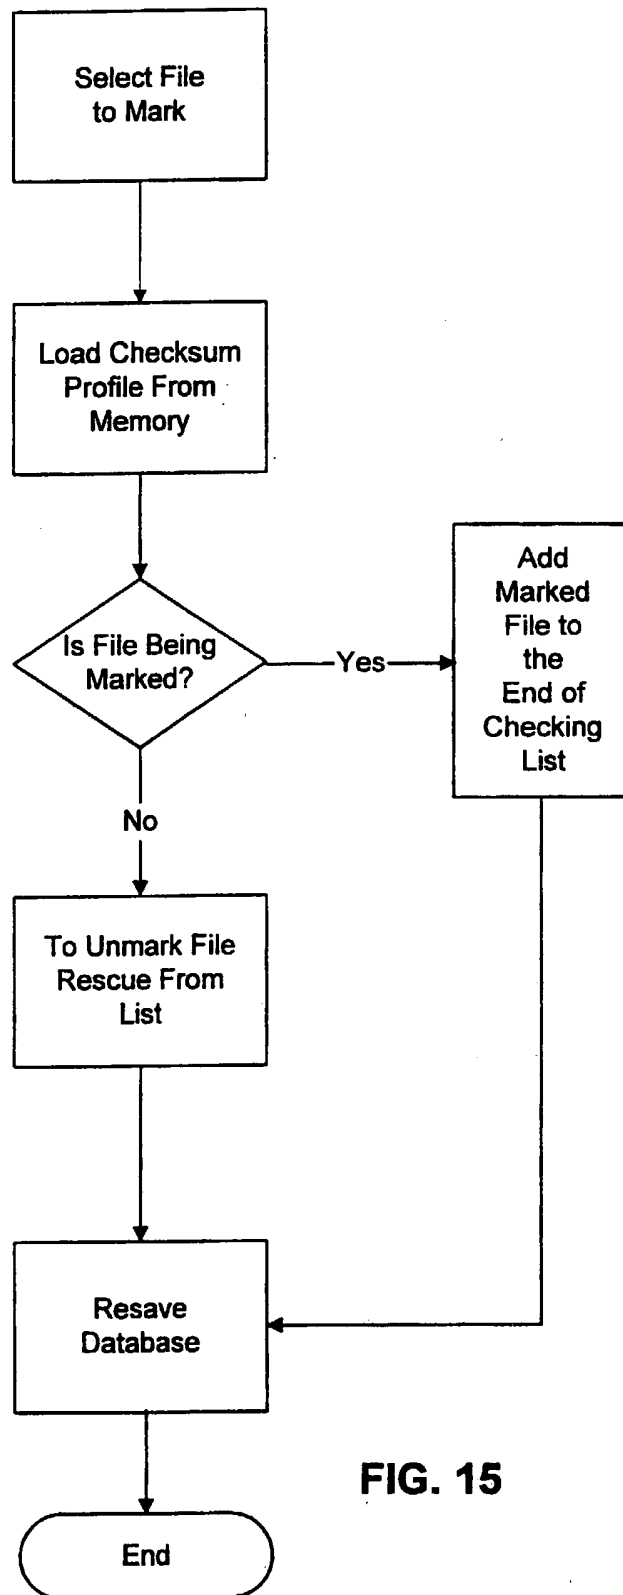 Select File
to Mark
Load Checksum
Profile From
Memory
Is File Being
Marked?
Yes
Add
Marked
File to
the
End of
Checking
List
No
To Unmark File
Rescue From
List
Resave
Database
End
FIG. 15